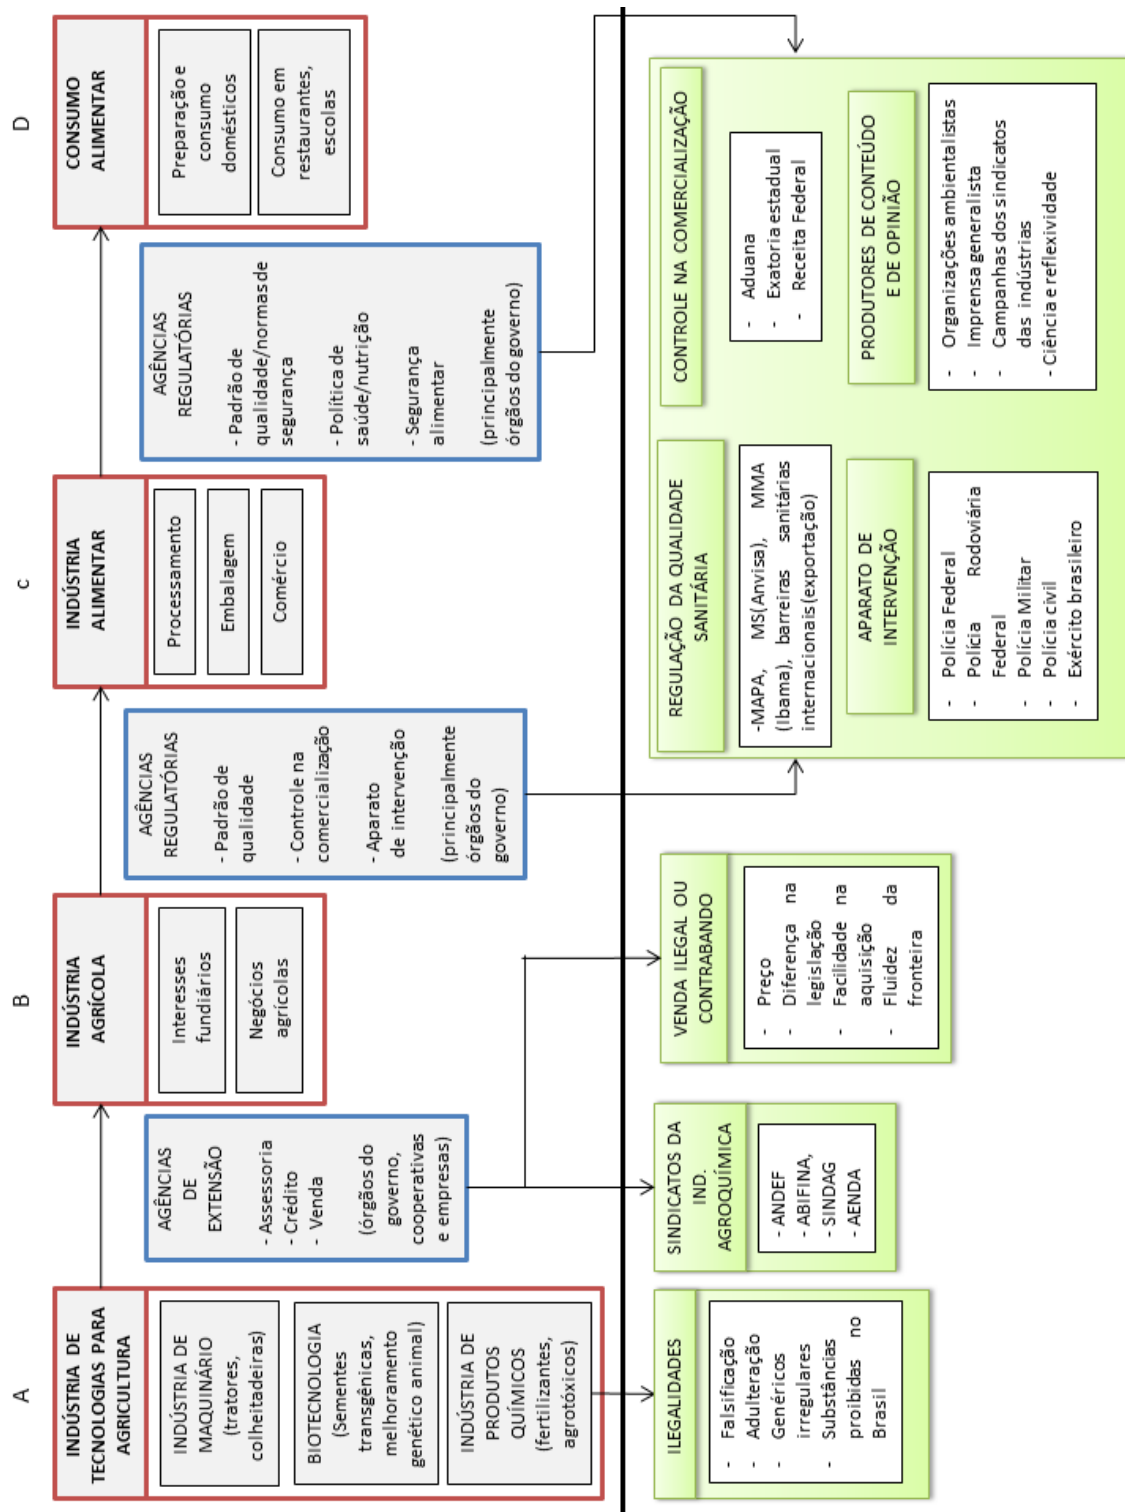 A
INDÚSTRIA DE
TECNOLOGIAS PARA
AGRICULTURA
INDÚSTRIA DE
MAQUINÁRIO
(tratores,
colheitadeiras)
BIOTECNOLOGIA
(Sementes
transgênicas,
melhoramento
genético animal)
INDÚSTRIA DE
PRODUTOS
QUÍMICOS
(fertilizantes,
agrotóxicos)
AGÊNCIAS
DE
EXTENSÃO
- Assessoria
- Crédito
- Venda
(órgãos do
governo,
cooperativas
e empresas)
B
INDÚSTRIA
AGRÍCOLA
Interesses
fundiários
Negócios
agrícolas
AGÊNCIAS
REGULATÓRIAS
- Padrão de
qualidade
- Controle na
comercialização
- Aparato
de intervenção
(principalmente
órgãos do
governo)
c
INDÚSTRIA
ALIMENTAR
Processamento
Embalagem
Comércio
AGÊNCIAS
REGULATÓRIAS
- Padrão de
qualidade/normas de
segurança
- Política de
saúde/nutrição
- Segurança
alimentar
(principalmente
órgãos do governo)
D
CONSUMO
ALIMENTAR
Preparação e
consumo
domésticos
Consumo em
restaurantes,
escolas
ILEGALIDADES
- Falsificação
- Adulteração
- Genéricos
irregulares
- Substâncias
proibidas no
Brasil
SINDICATOS DA
IND.
AGROQUÍMICA
- ANDEF
- ABIFINA,
- SINDAG
- AENDA
VENDA ILEGAL OU
CONTRABANDO
- Preço
- Diferença na
legislação
- Facilidade na
aquisição
- Fluidez da
fronteira
REGULAÇÃO DA QUALIDADE
SANITÁRIA
-MAPA, MS(Anvisa), MMA
(Ibama), barreiras sanitárias
internacionais(exportação)
CONTROLE NA COMERCIALIZAÇÃO
- Aduana
- Exatoria estadual
- Receita Federal
APARATO DE
INTERVENÇÃO
- Polícia Federal
- Polícia Rodoviária
Federal
- Polícia Militar
- Polícia civil
- Exército brasileiro
PRODUTORES DE CONTEÚDO
E DE OPINIÃO
- Organizações ambientalistas
- Imprensa generalista
- Campanhas dos sindicatos
das indústrias
- Ciência e reflexividade